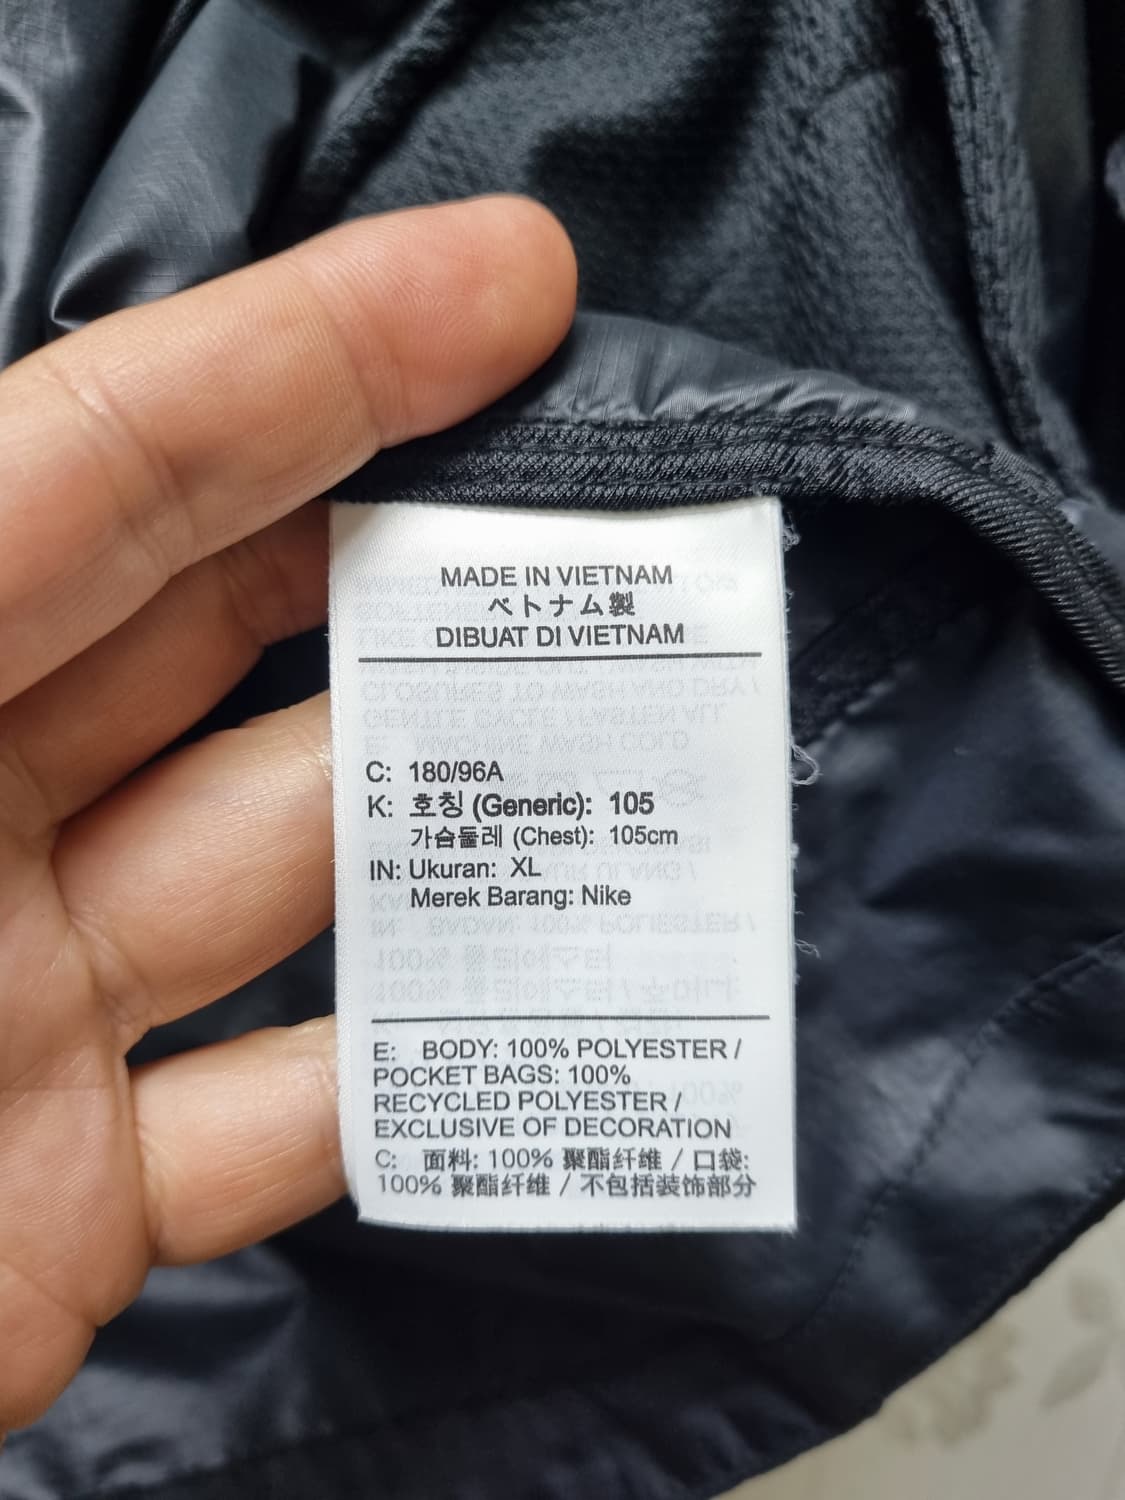 MADE IN VIETNAM
ベトナム製
DIBUAT DI VIETNAM
C: 180/96A
K: 호칭 (Generic): 105
가슴둘레 (Chest): 105cm
IN: Ukuran: XL
Merek Barang: Nike
E: BODY: 100% POLYESTER /
POCKET BAGS: 100%
RECYCLED POLYESTER /
EXCLUSIVE OF DECORATION
C: 面料: 100% 聚酯纤维 / 口袋:
100% 聚酯纤维 / 不包括装饰部分